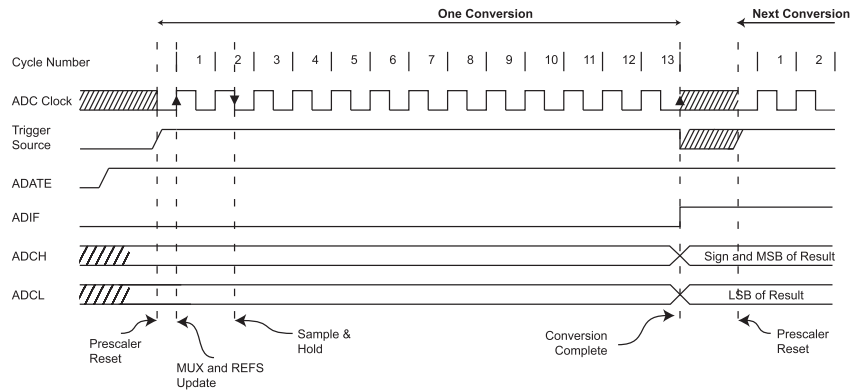 One Conversion
Next Conversion
Cycle Number
1 2 3 4 5 6 7 8 9 10 11 12 13 1 2
ADC Clock
Trigger
Source
ADATE
ADIF
ADCH
Sign and MSB of Result
ADCL
LSB of Result
Prescaler
Reset
MUX and REFS
Update
Sample &
Hold
Conversion
Complete
Prescaler
Reset